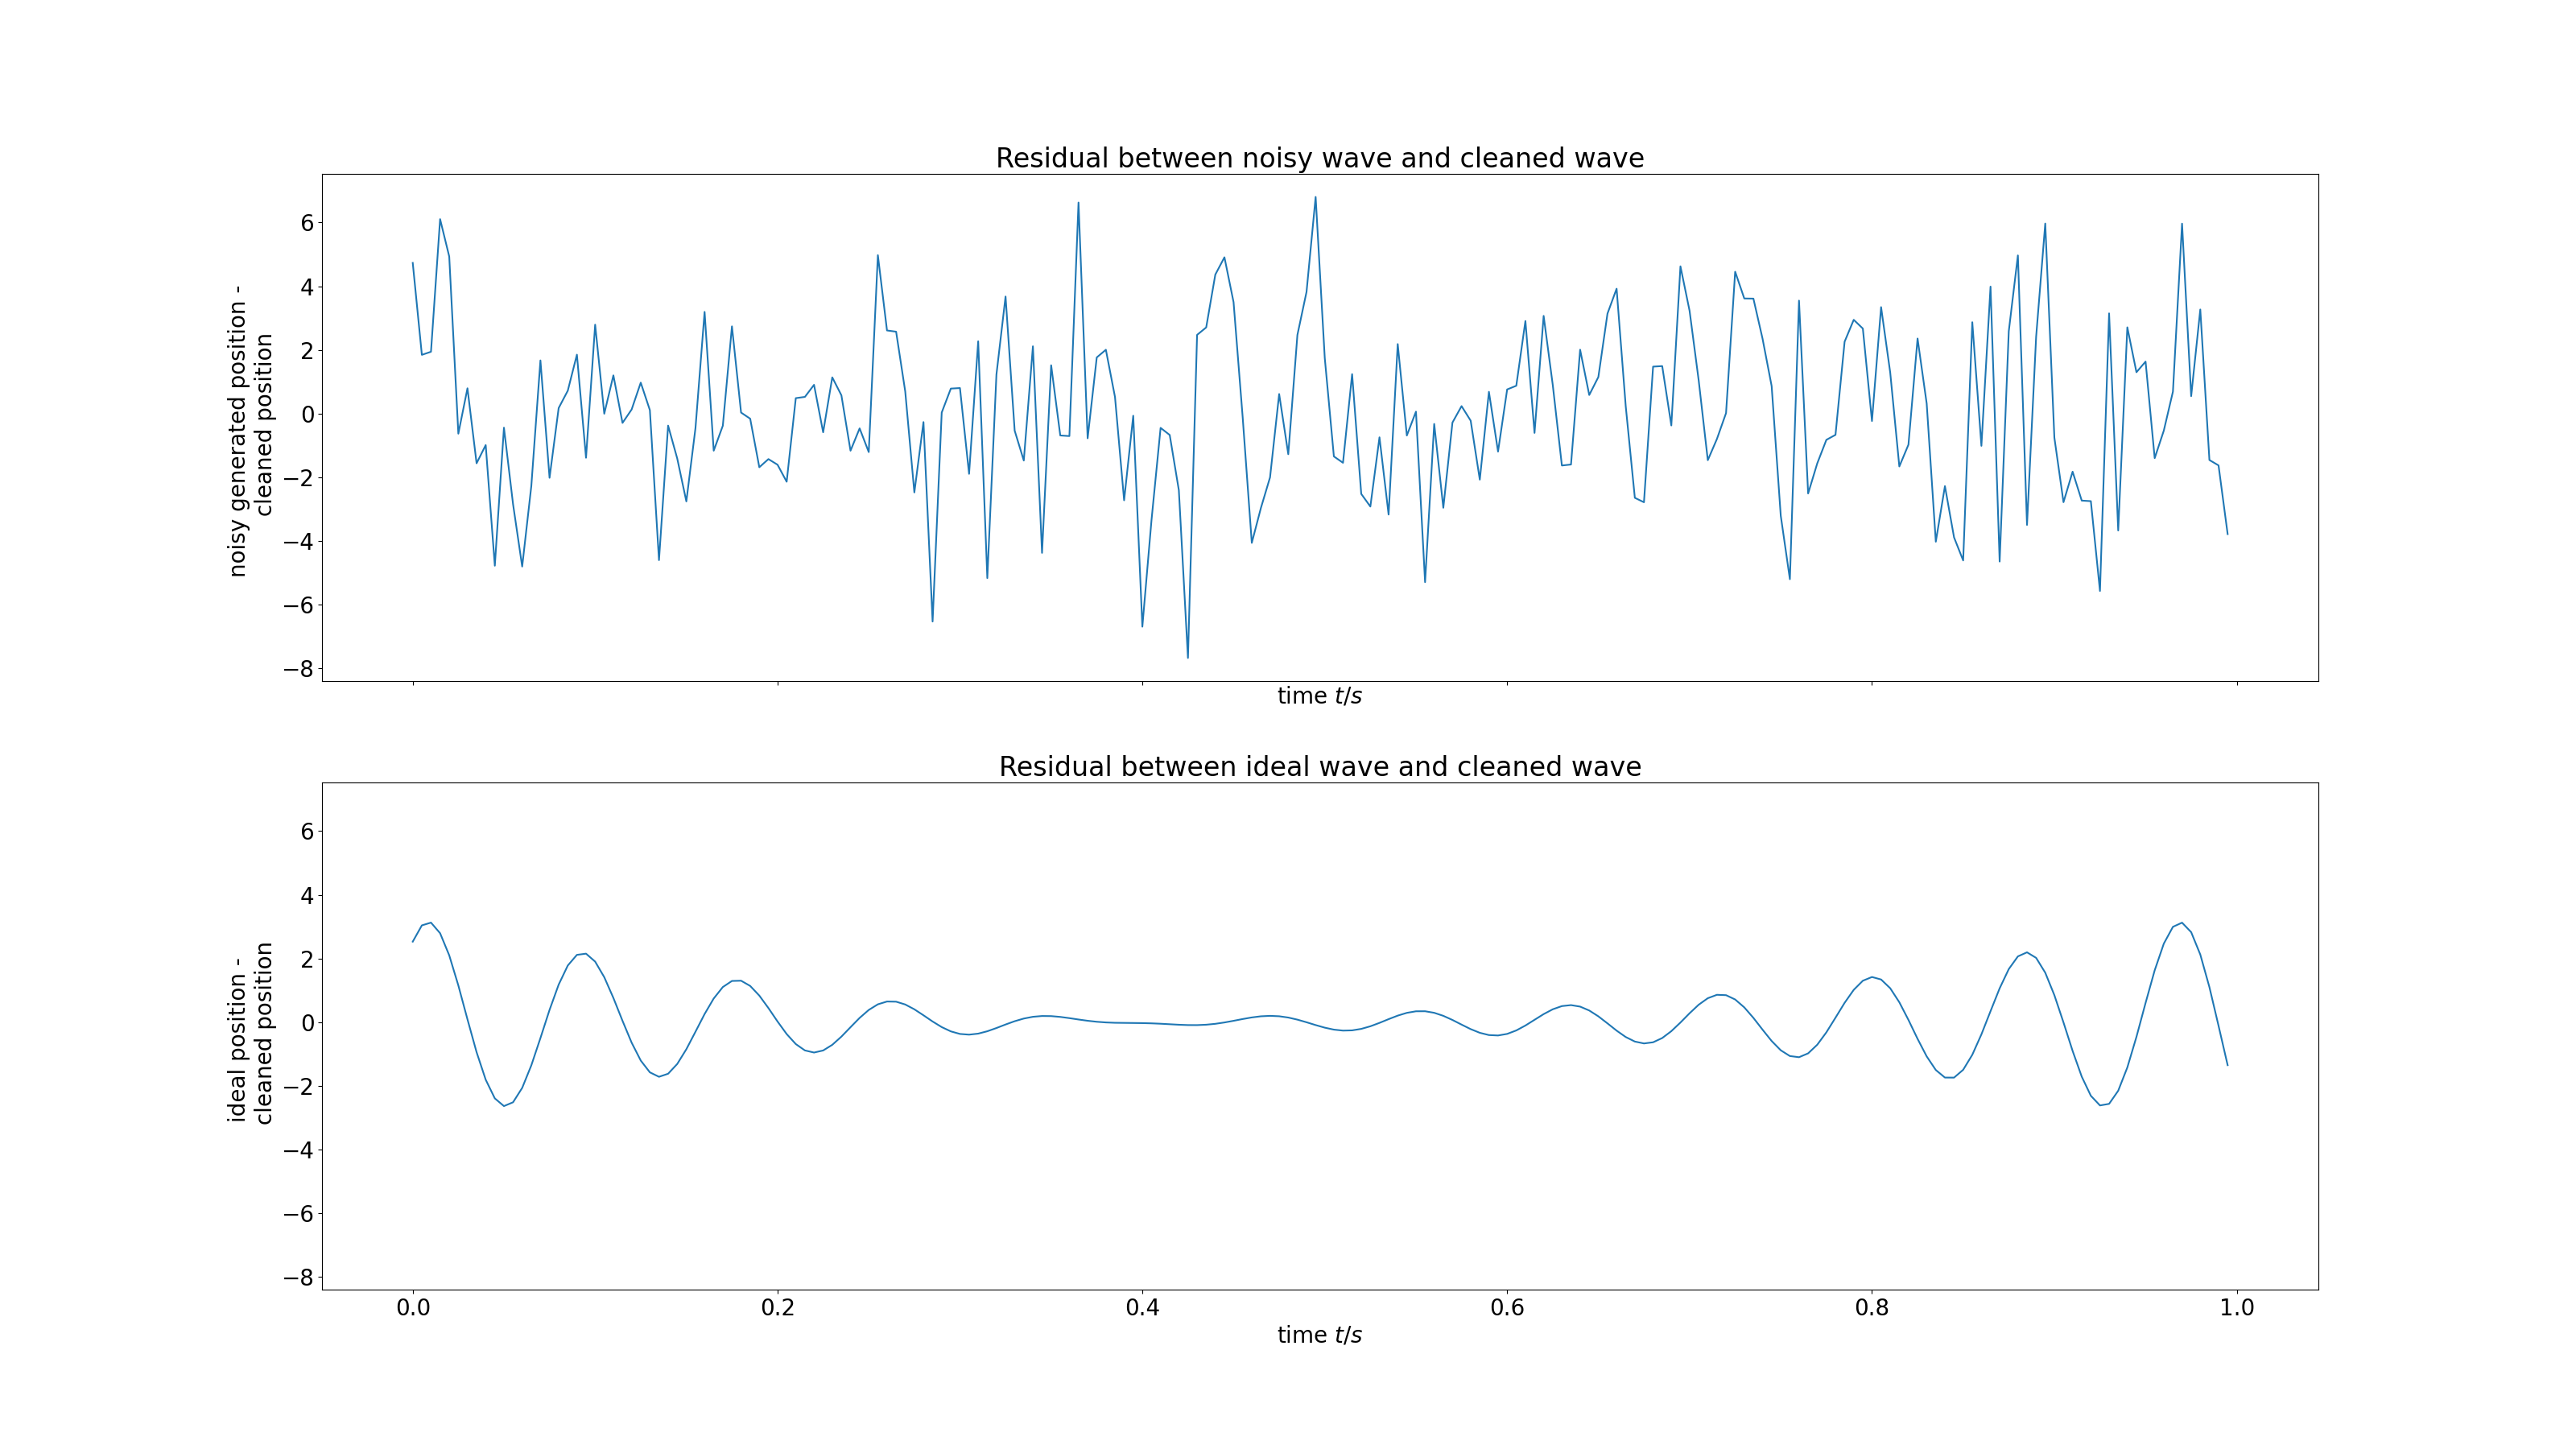 Residual between noisy wave and cleaned wave
noisy generated position -
cleaned position
6
4
2
0
−2
−4
−6
−8
time t/s
Residual between ideal wave and cleaned wave
ideal position -
cleaned position
6
4
2
0
−2
−4
−6
−8
0.0 0.2 0.4 0.6 0.8 1.0
time t/s